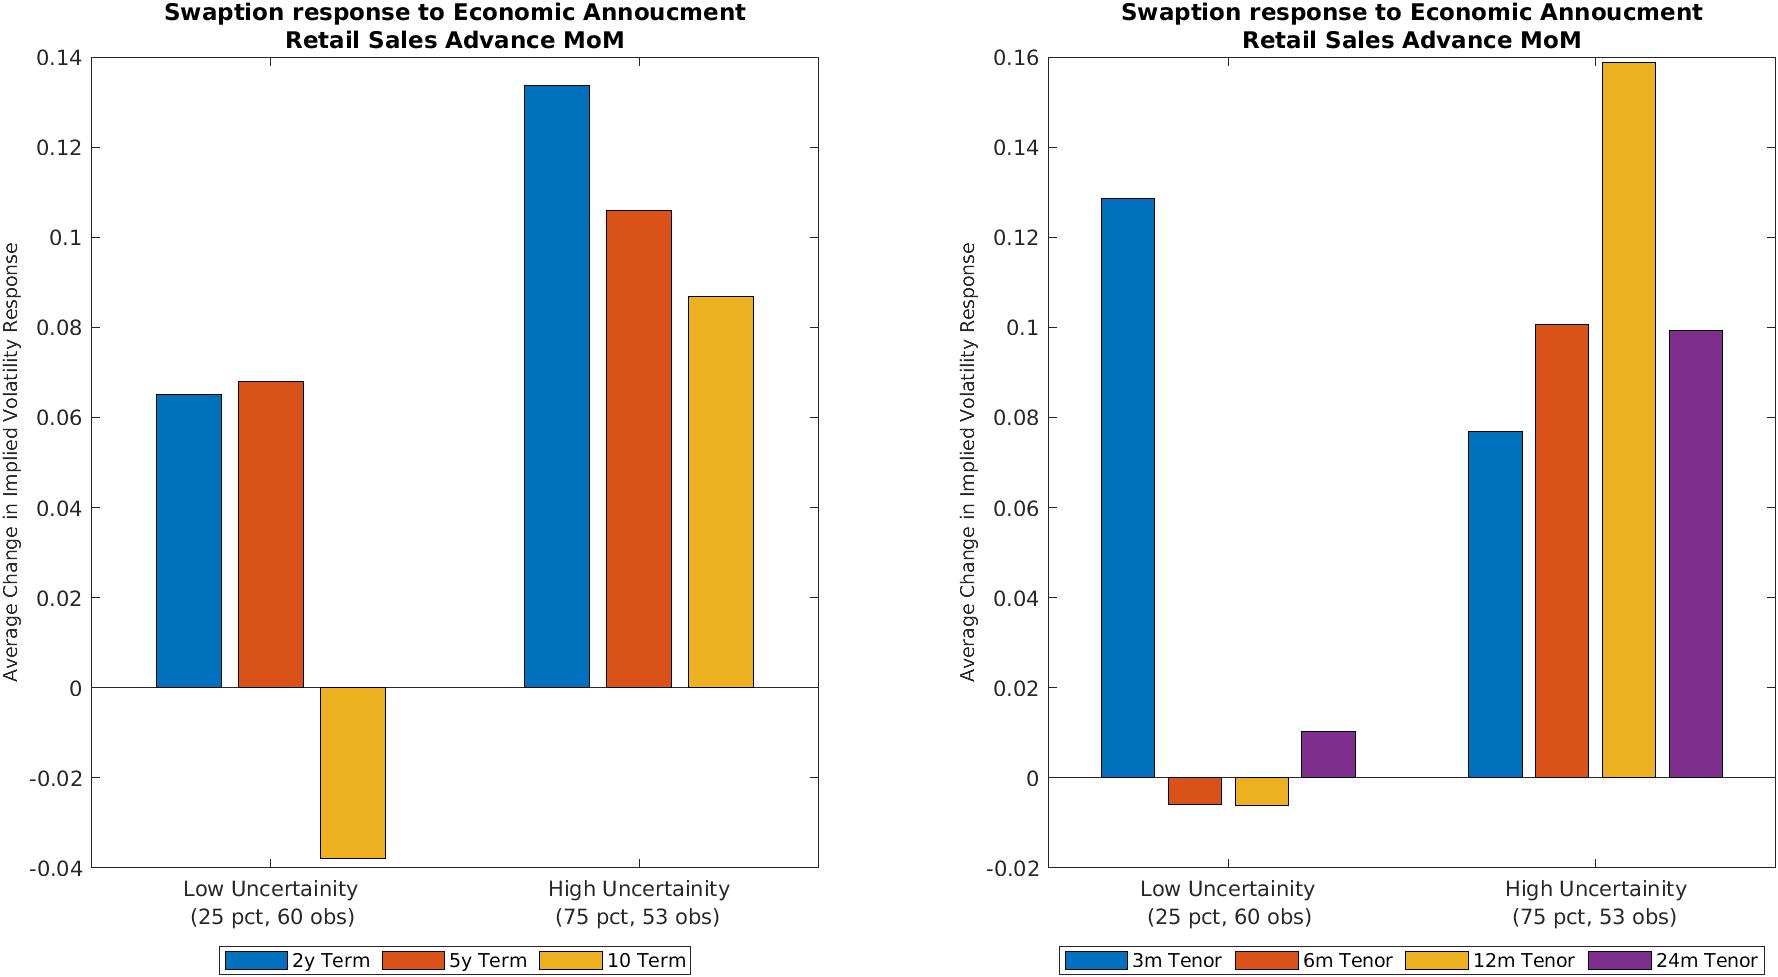 Swaption response to Economic Annoucment
Retail Sales Advance MoM
Average Change in Implied Volatility Response
0.14
0.12
0.1
0.08
0.06
0.04
0.02
0
-0.02
-0.04
Low Uncertainity
(25 pct, 60 obs)
High Uncertainity
(75 pct, 53 obs)
2y Term
5y Term
10 Term
Swaption response to Economic Annoucment
Retail Sales Advance MoM
Average Change in Implied Volatility Response
0.16
0.14
0.12
0.1
0.08
0.06
0.04
0.02
0
-0.02
Low Uncertainity
(25 pct, 60 obs)
High Uncertainity
(75 pct, 53 obs)
3m Tenor
6m Tenor
12m Tenor
24m Tenor